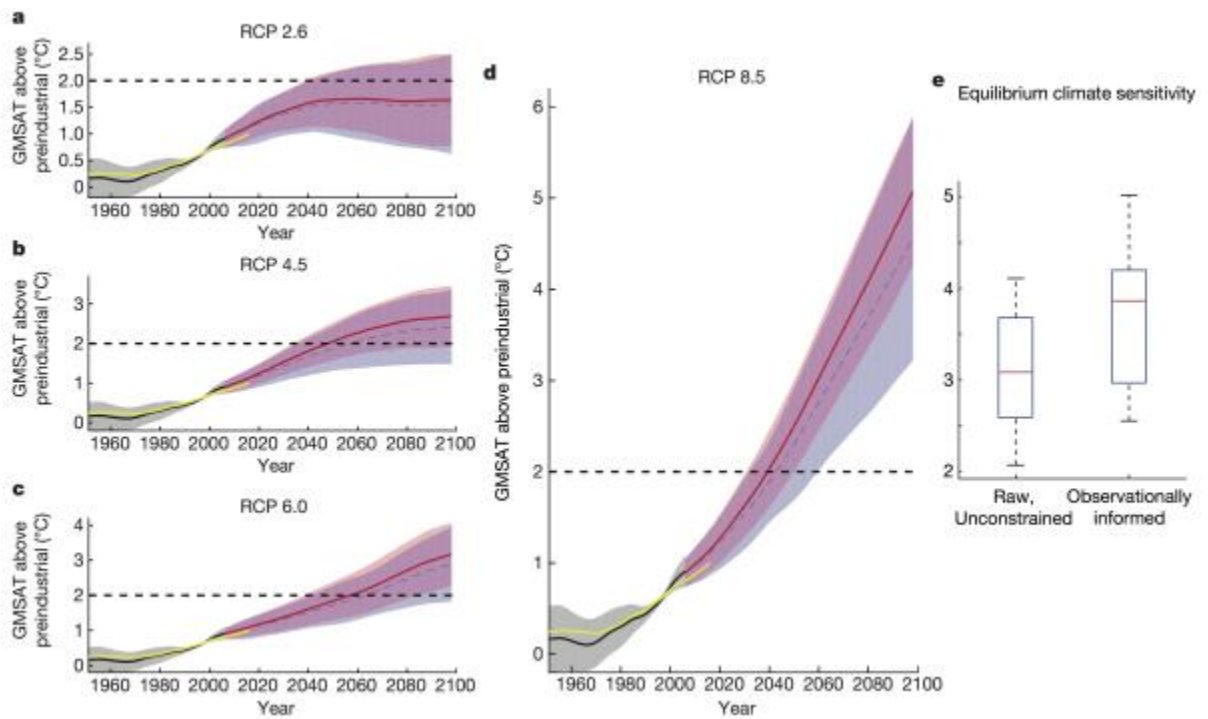 a
RCP 2.6
GMSAT above
preindustrial (°C)
2.5
2.0
1.5
1.0
0.5
0
1960 1980 2000 2020 2040 2060 2080 2100
Year
b
RCP 4.5
GMSAT above
preindustrial (°C)
3
2
1
0
1960 1980 2000 2020 2040 2060 2080 2100
Year
c
RCP 6.0
GMSAT above
preindustrial (°C)
4
3
2
1
0
1960 1980 2000 2020 2040 2060 2080 2100
Year
d
RCP 8.5
GMSAT above preindustrial (°C)
6
5
4
3
2
1
0
1960 1980 2000 2020 2040 2060 2080 2100
Year
e
Equilibrium climate sensitivity
5
4
3
2
Raw,
Unconstrained
Observationally
informed